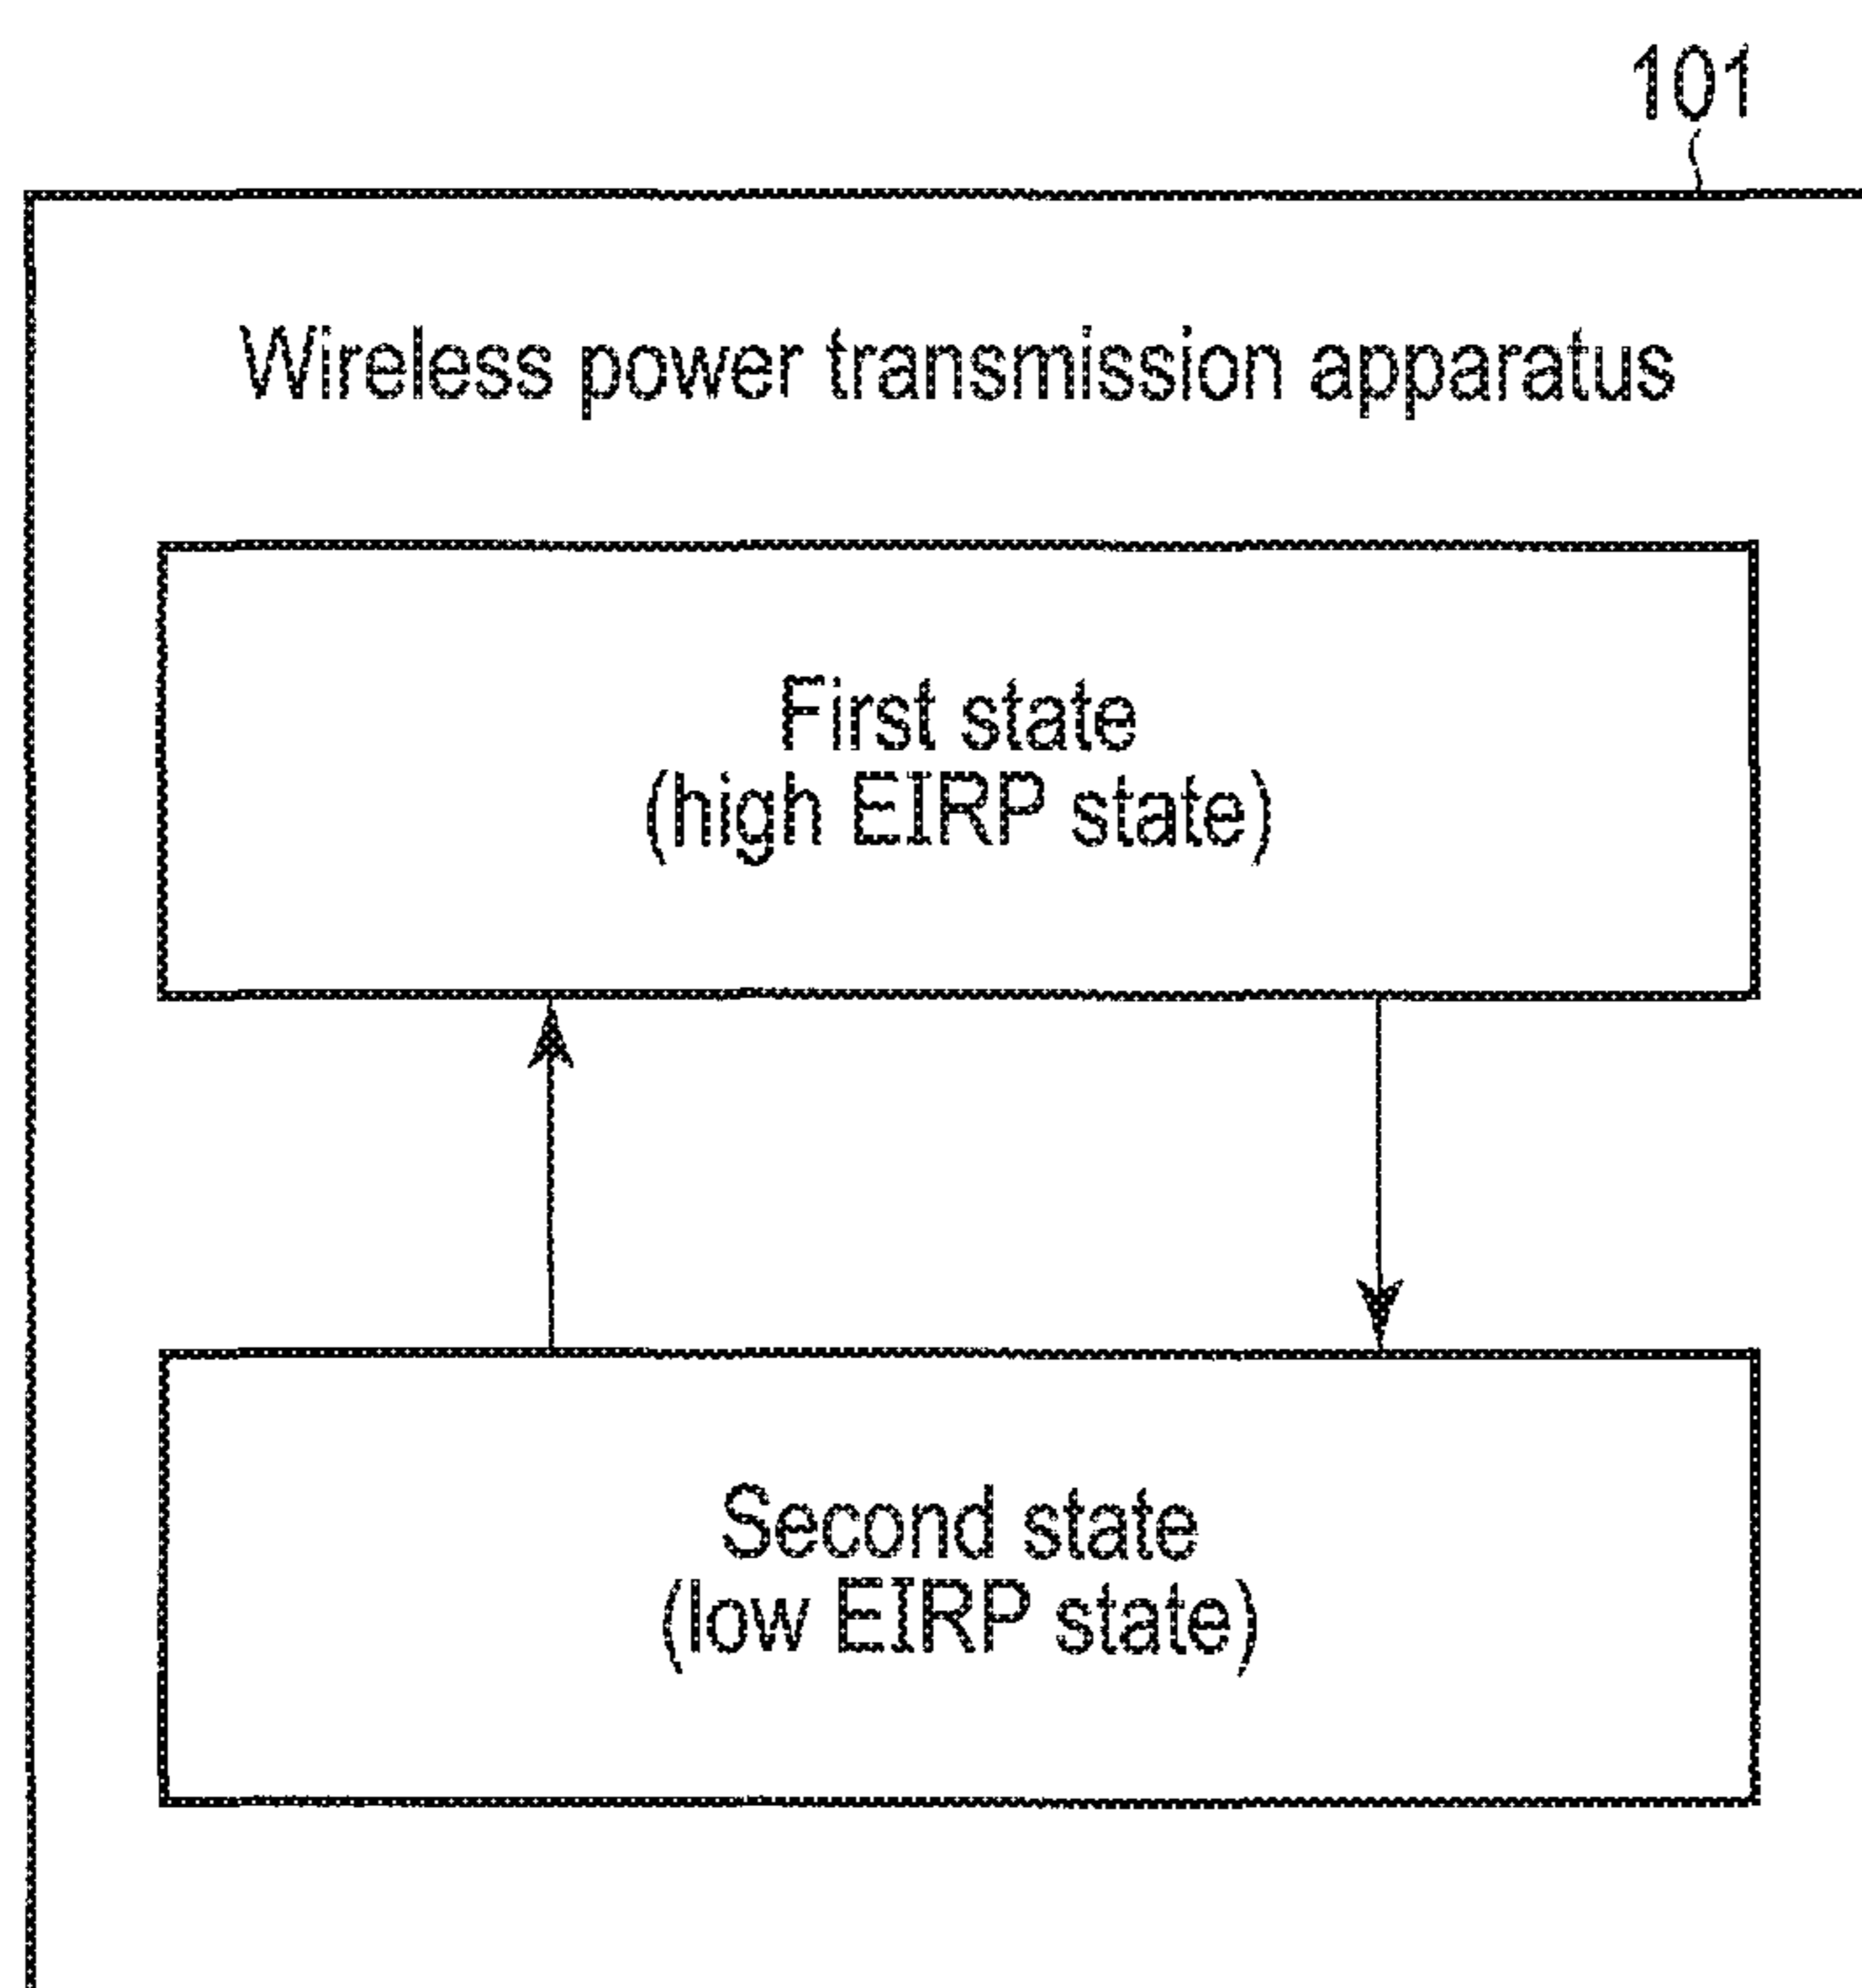 101
Wireless power transmission apparatus
First state
(high EIRP state)
Second state
(low EIRP state)